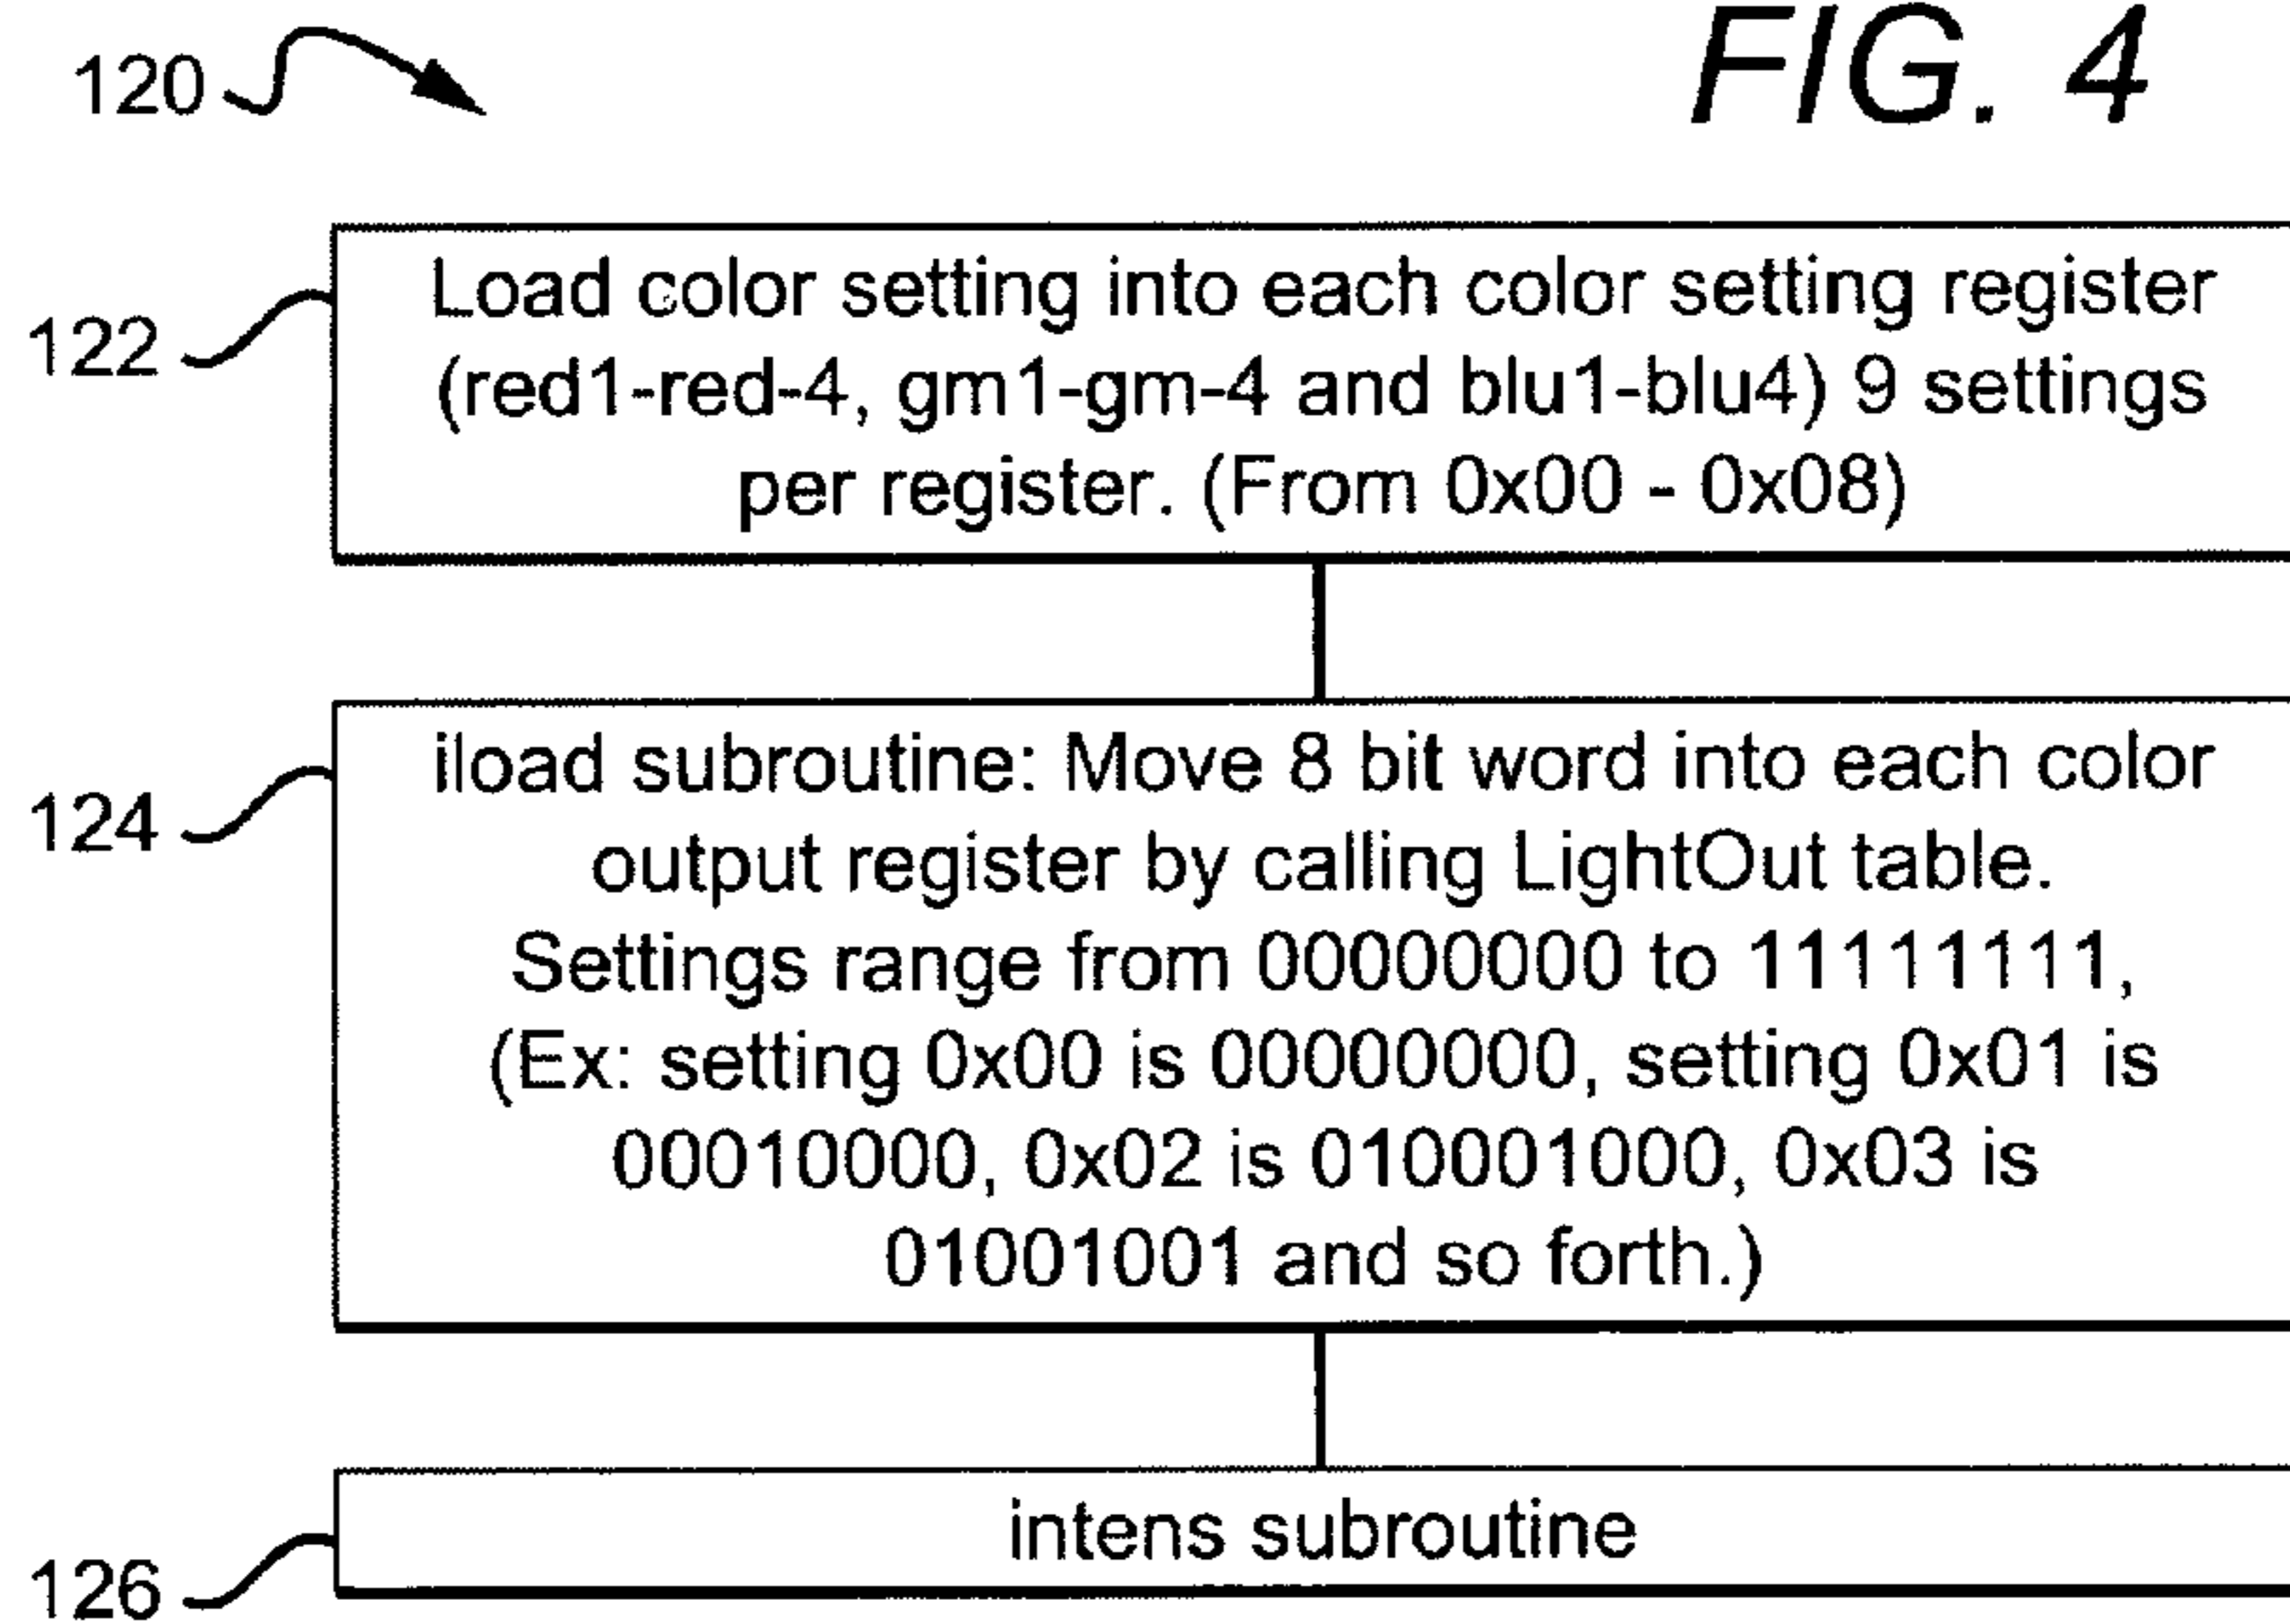 120
FIG. 4
122
Load color setting into each color setting register
(red1-red-4, gm1-gm-4 and blu1-blu4) 9 settings
per register. (From 0x00 - 0x08)
124
iload subroutine: Move 8 bit word into each color
output register by calling LightOut table.
Settings range from 00000000 to 11111111,
(Ex: setting 0x00 is 00000000, setting 0x01 is
00010000, 0x02 is 010001000, 0x03 is
01001001 and so forth.)
126
intens subroutine